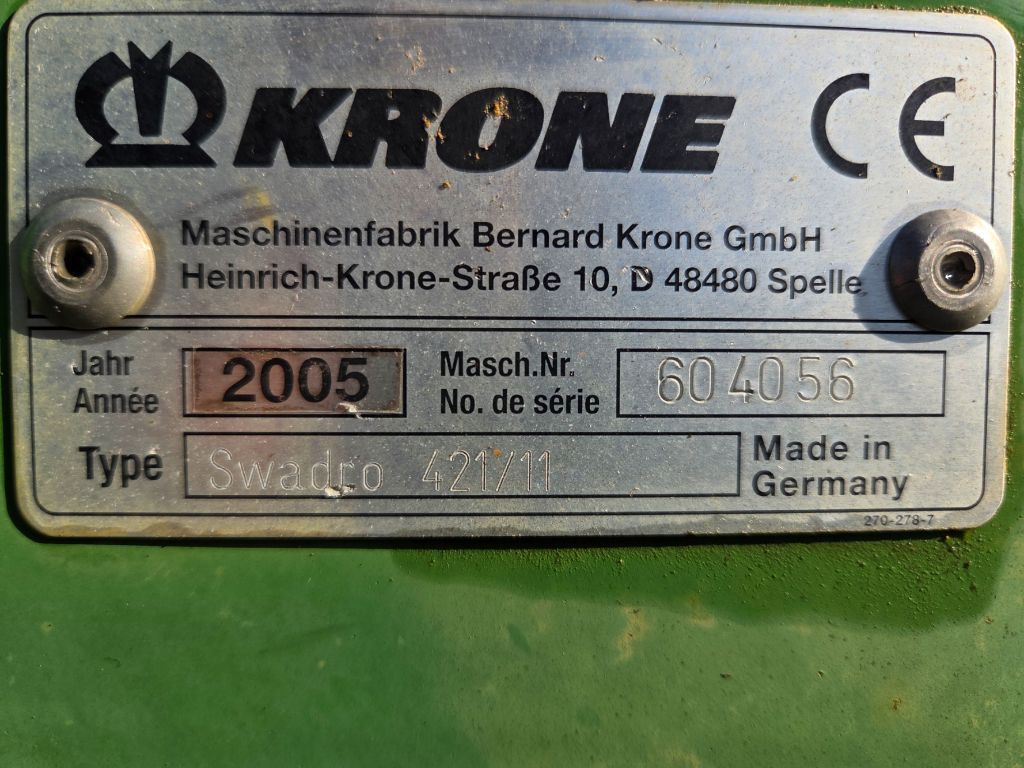 KRONE CE
Maschinenfabrik Bernard Krone GmbH
Heinrich-Krone-Straße 10, D 48480 Spelle
Jahr
Année
2005
Masch.Nr.
No. de série
604056
Type
Swadro 421/11
Made in
Germany
270-278-7